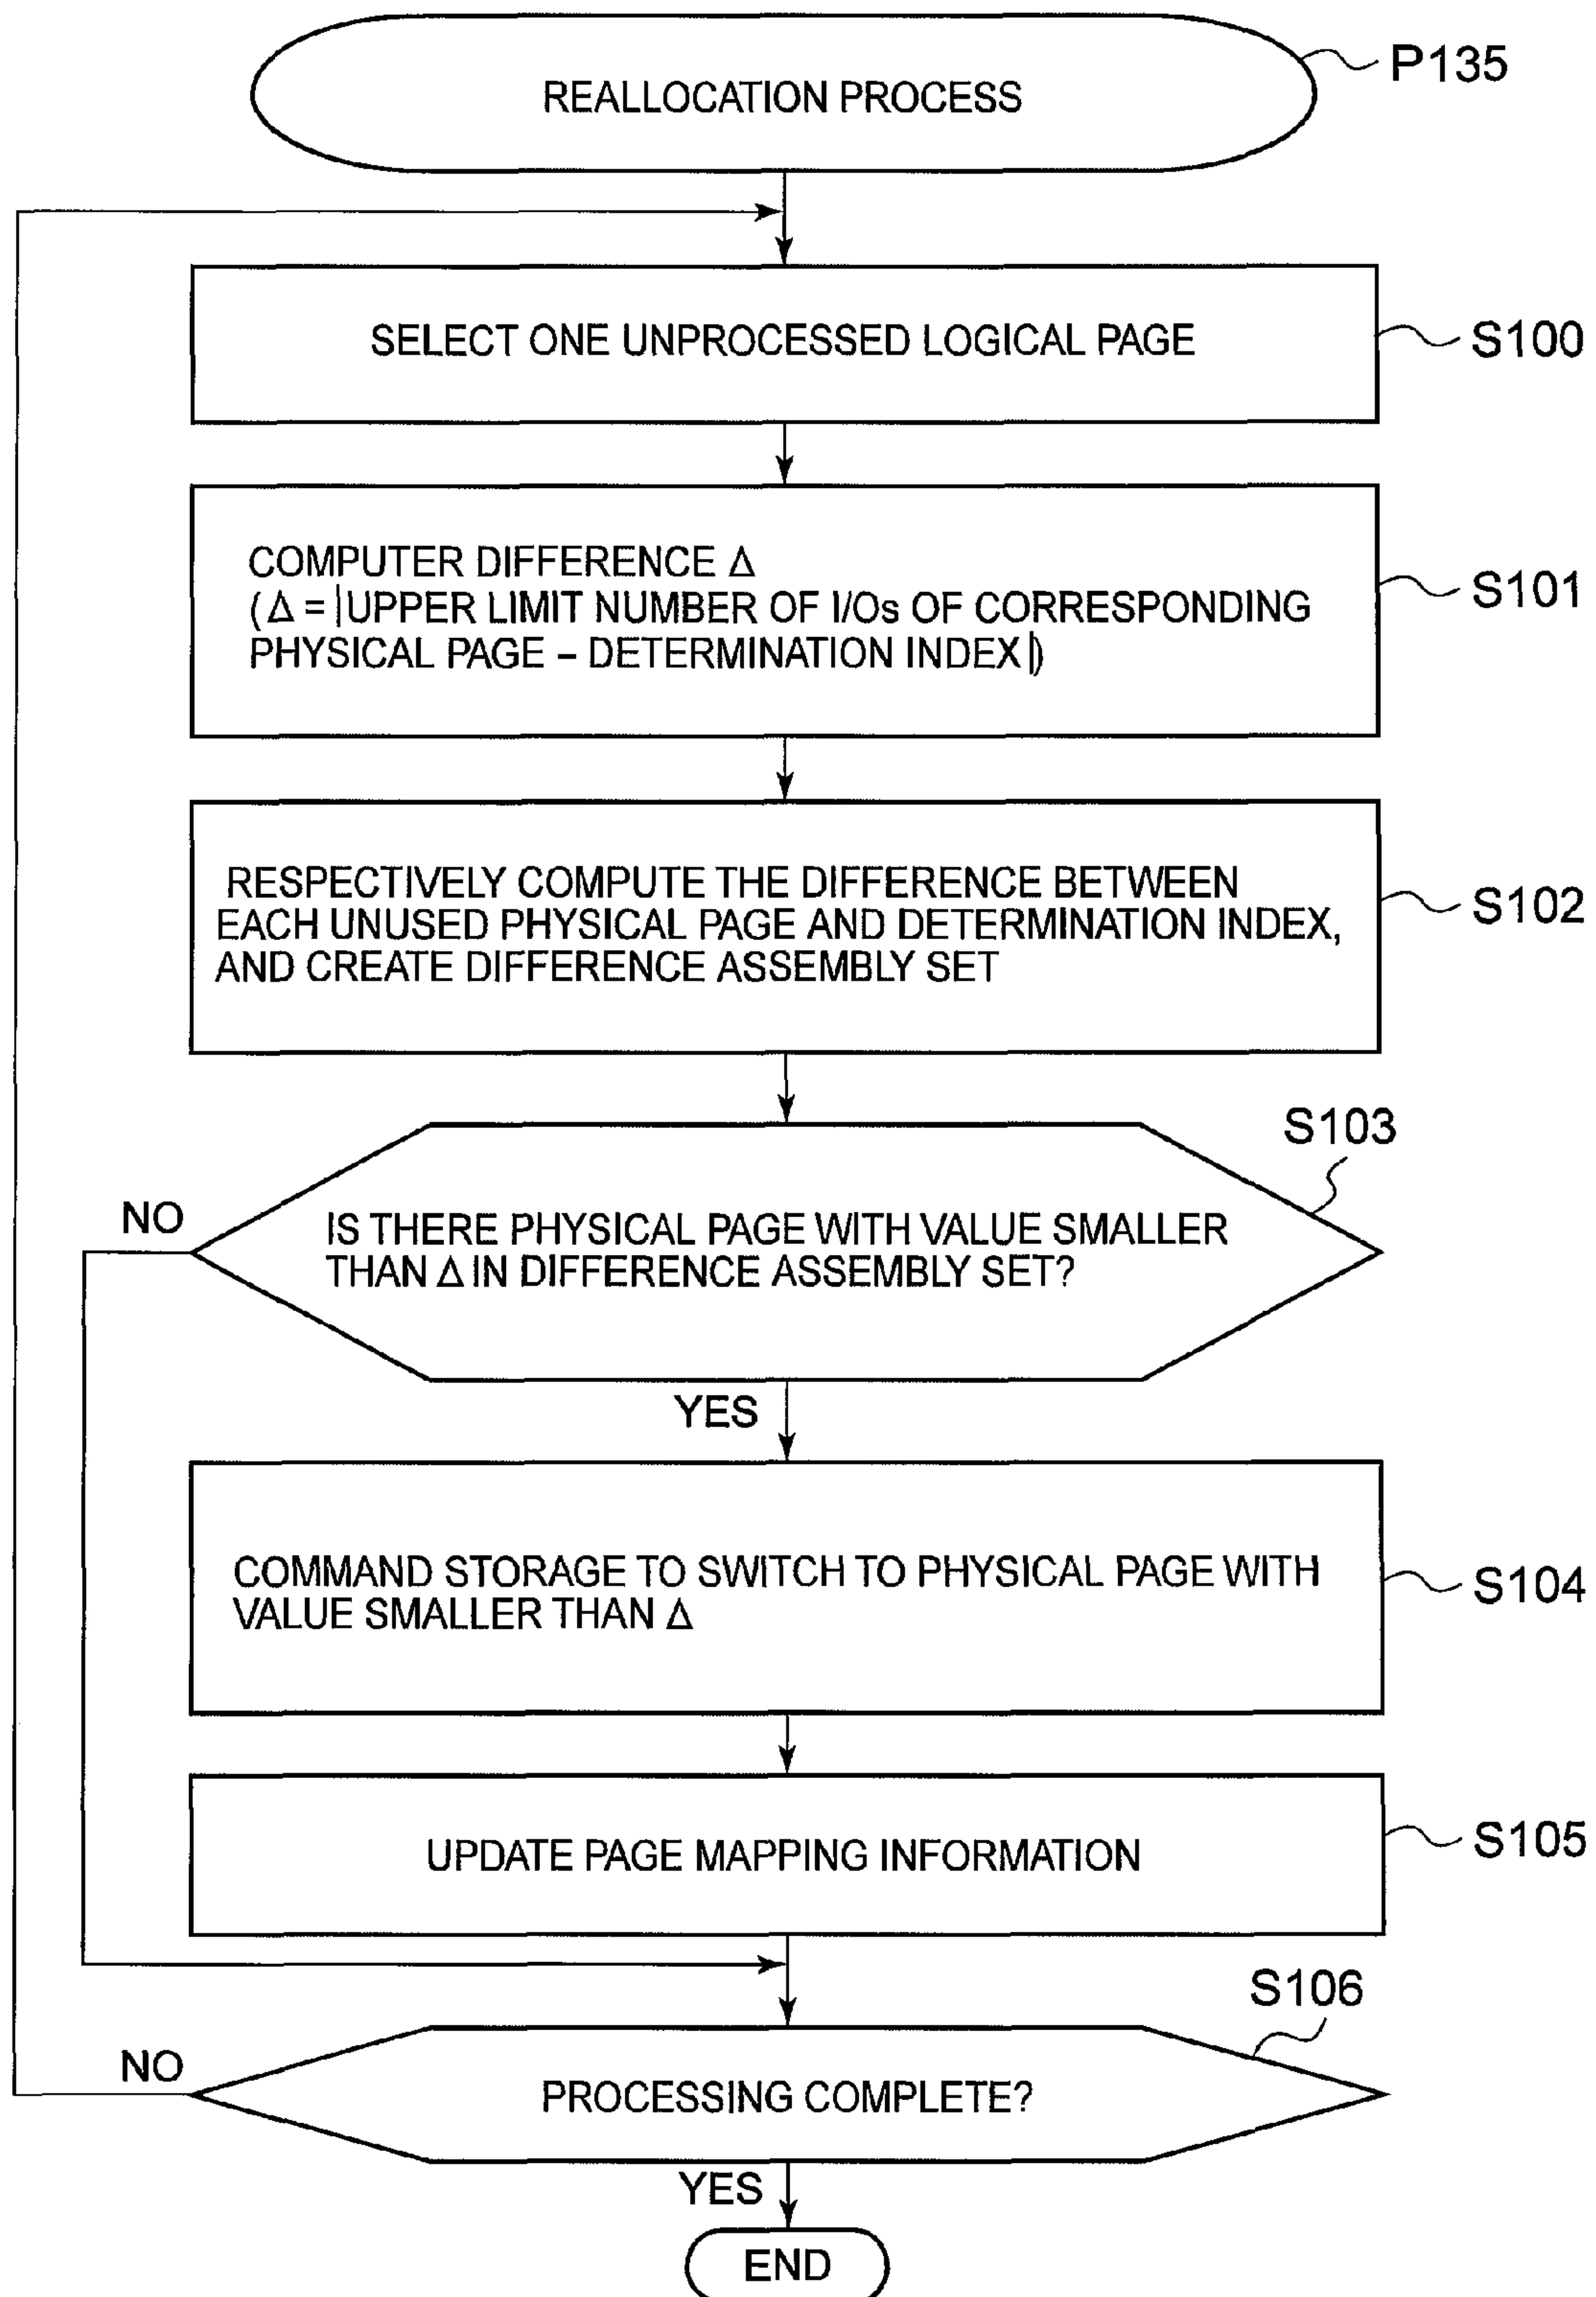 REALLOCATION PROCESS
P135
SELECT ONE UNPROCESSED LOGICAL PAGE
S100
COMPUTER DIFFERENCE Δ
(Δ = |UPPER LIMIT NUMBER OF I/Os OF CORRESPONDING
PHYSICAL PAGE – DETERMINATION INDEX|)
S101
RESPECTIVELY COMPUTE THE DIFFERENCE BETWEEN
EACH UNUSED PHYSICAL PAGE AND DETERMINATION INDEX,
AND CREATE DIFFERENCE ASSEMBLY SET
S102
S103
NO
IS THERE PHYSICAL PAGE WITH VALUE SMALLER
THAN Δ IN DIFFERENCE ASSEMBLY SET?
YES
COMMAND STORAGE TO SWITCH TO PHYSICAL PAGE WITH
VALUE SMALLER THAN Δ
S104
UPDATE PAGE MAPPING INFORMATION
S105
S106
NO
PROCESSING COMPLETE?
YES
END